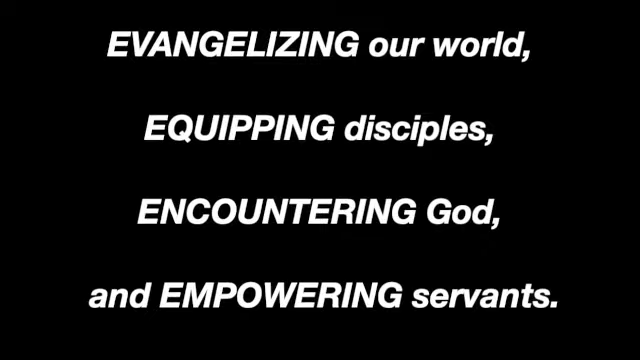 EVANGELIZING our world,
EQUIPPING disciples,
ENCOUNTERING God,
and EMPOWERING servants.